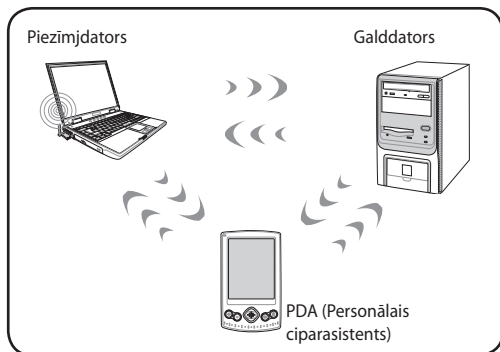 Piezīmjdators
Galddators
PDA (Personālais
ciparasistents)